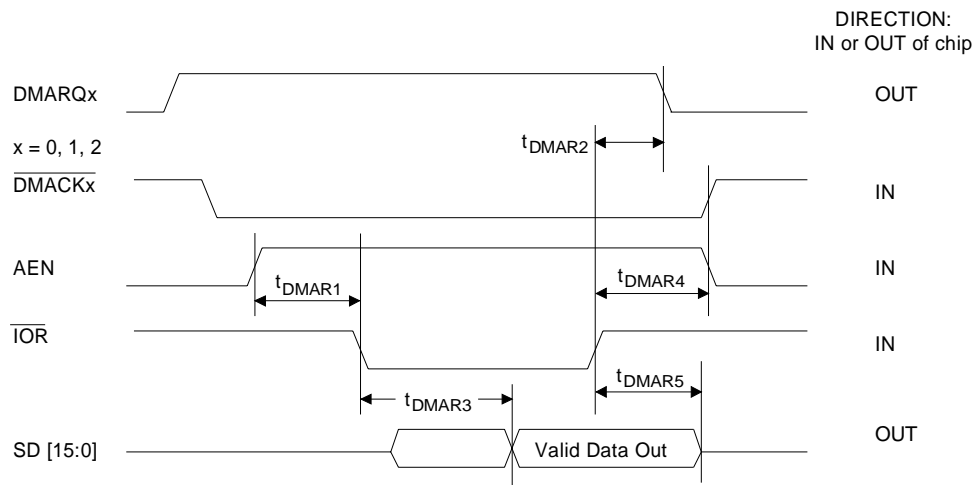 DIRECTION:
IN or OUT of chip
DMARQx
OUT
x = 0, 1, 2
tDMAR2
DMACKx
IN
AEN
tDMAR1
tDMAR4
IN
IOR
IN
tDMAR5
tDMAR3
SD [15:0]
Valid Data Out
OUT